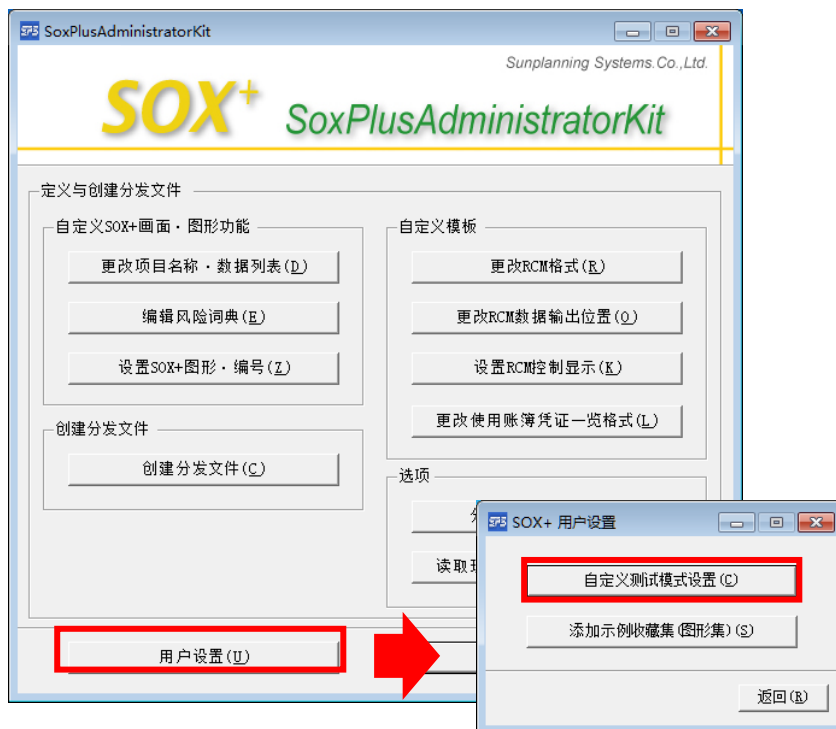 SoxPlusAdministratorKit
Sunplanning Systems.Co.,Ltd.
SOX+ SoxPlusAdministratorKit
定义与创建分发文件
自定义SOX+画面・图形功能
更改项目名称・数据列表(D)
编辑风险词典(E)
设置SOX+图形・编号(Z)
创建分发文件
创建分发文件(C)
自定义模板
更改RCM格式(R)
更改RCM数据输出位置(O)
设置RCM控制显示(K)
更改使用账簿凭证一览格式(L)
选项
读取
用户设置(U)
SOX+ 用户设置
自定义测试模式设置(C)
添加示例收藏集(图形集)(S)
返回(R)